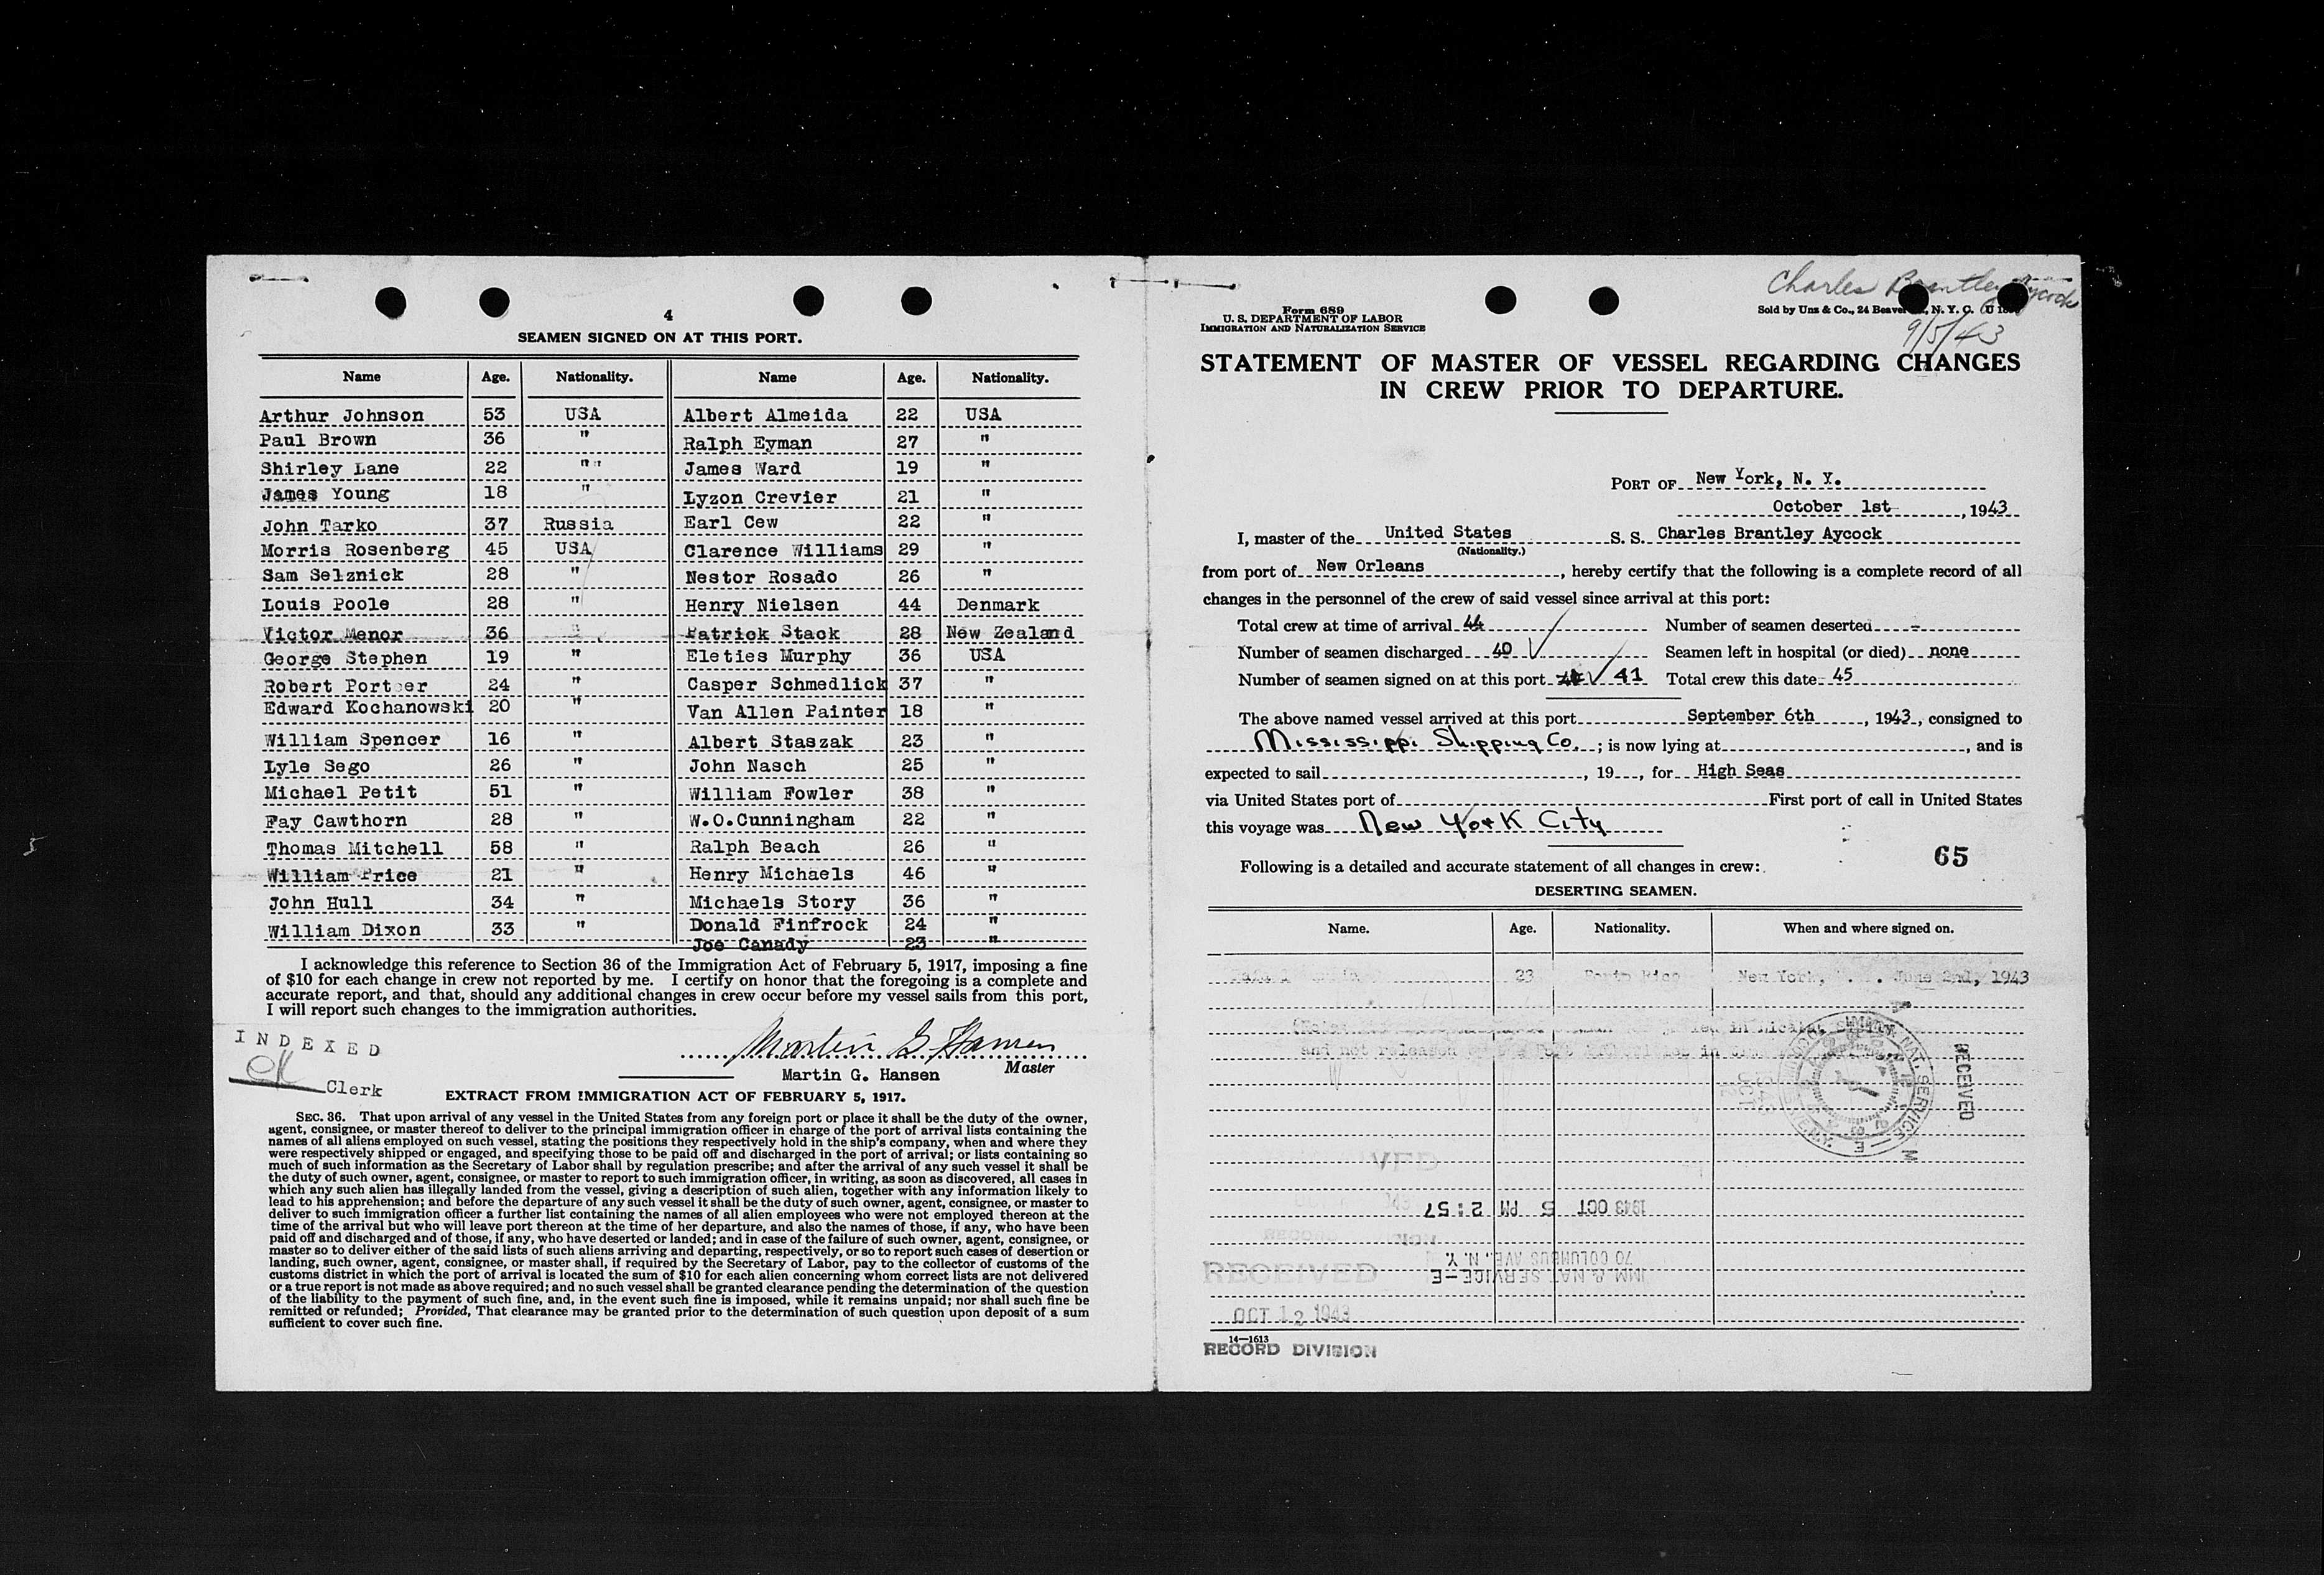 4
SEAMEN SIGNED ON AT THIS PORT.
Name Age. Nationality. Name Age. Nationality.
Arthur Johnson 53 USA Albert Almeida 22 USA
Paul Brown 36 " Ralph Eyman 27 "
Shirley Lane 22 " James Ward 19 "
James Young 18 " Lyzon Crevier 21 "
John Tarko 37 Russia Earl Cew 22 "
Morris Rosenberg 45 USA Clarence Williams 29 "
Sam Selznick 28 " Nestor Rosado 26 "
Louis Poole 28 " Henry Nielsen 44 Denmark
Victor Menor 36 " Patrick Stack 28 New Zealand
George Stephen 19 " Eleties Murphy 36 USA
Robert Porteer 24 " Casper Schmedlick 37 "
Edward Kochanowski 20 " Van Allen Painter 18 "
William Spencer 16 " Albert Staszak 23 "
Lyle Sego 26 " John Nasch 25 "
Michael Petit 51 " William Fowler 38 "
Fay Cawthorn 28 " W.O.Cunningham 22 "
Thomas Mitchell 58 " Ralph Beach 26 "
William Price 21 " Henry Michaels 46 "
John Hull 34 " Michaels Story 36 "
William Dixon 33 " Donald Finfrock 24 "
Joe Canady 23 "
I acknowledge this reference to Section 36 of the Immigration Act of February 5, 1917, imposing a fine
of $10 for each change in crew not reported by me. I certify on honor that the foregoing is a complete and
accurate report, and that, should any additional changes in crew occur before my vessel sails from this port,
I will report such changes to the immigration authorities.
INDEXED
Clerk
Martin G. Hansen
Master
Martin G. Hansen
EXTRACT FROM IMMIGRATION ACT OF FEBRUARY 5, 1917.
SEC. 36. That upon arrival of any vessel in the United States from any foreign port or place it shall be the duty of the owner,
agent, consignee, or master thereof to deliver to the principal immigration officer in charge of the port of arrival lists containing the
names of all aliens employed on such vessel, stating the positions they respectively hold in the ship's company, when and where they
were respectively shipped or engaged, and specifying those to be paid off and discharged in the port of arrival; or lists containing so
much of such information as the Secretary of Labor shall by regulation prescribe; and after the arrival of any such vessel it shall be
the duty of such owner, agent, consignee, or master to report to such immigration officer, in writing, as soon as discovered, all cases in
which any such alien has illegally landed from the vessel, giving a description of such alien, together with any information likely to
lead to his apprehension; and before the departure of any such vessel it shall be the duty of such owner, agent, consignee, or master to
deliver to such immigration officer a further list containing the names of all alien employees who were not employed thereon at the
time of the arrival but who will leave port thereon at the time of her departure, and also the names of those, if any, who have been
paid off and discharged and of those, if any, who have deserted or landed; and in case of the failure of such owner, agent, consignee, or
master so to deliver either of the said lists of such aliens arriving and departing, respectively, or so to report such cases of desertion or
landing, such owner, agent, consignee, or master shall, if required by the Secretary of Labor, pay to the collector of customs of the
customs district in which the port of arrival is located the sum of $10 for each alien concerning whom correct lists are not delivered
or a true report is not made as above required; and no such vessel shall be granted clearance pending the determination of the question
of the liability to the payment of such fine, and, in the event such fine is imposed, while it remains unpaid; nor shall such fine be
remitted or refunded; Provided, That clearance may be granted prior to the determination of such question upon deposit of a sum
sufficient to cover such fine.
Charles Brantley Aycock
9/5/43
Form 689
U. S. DEPARTMENT OF LABOR
IMMIGRATION AND NATURALIZATION SERVICE
Sold by Unz & Co., 24 Beaver N. Y. C.
STATEMENT OF MASTER OF VESSEL REGARDING CHANGES
IN CREW PRIOR TO DEPARTURE.
PORT OF New York, N. Y.
October 1st, 1943
I, master of the United States S. S. Charles Brantley Aycock
(Nationality.)
from port of New Orleans, hereby certify that the following is a complete record of all
changes in the personnel of the crew of said vessel since arrival at this port:
Total crew at time of arrival 44 Number of seamen deserted -
Number of seamen discharged 40 Seamen left in hospital (or died) none
Number of seamen signed on at this port 41 Total crew this date 45
The above named vessel arrived at this port September 6th, 1943, consigned to
Mississippi Shipping Co. ; is now lying at , and is
expected to sail , 19 , for High Seas
via United States port of First port of call in United States
this voyage was New York City
65
Following is a detailed and accurate statement of all changes in crew:
DESERTING SEAMEN.
Name. Age. Nationality. When and where signed on.
23 New York, June 2nd, 1943
and not released
RECEIVED
1943 OCT 5 PM 2:57
IMM. & NAT. SERVICE-E
70 COLUMBUS AVE., N. Y.
RECEIVED
OCT 12 1943
14—1613
RECORD DIVISION